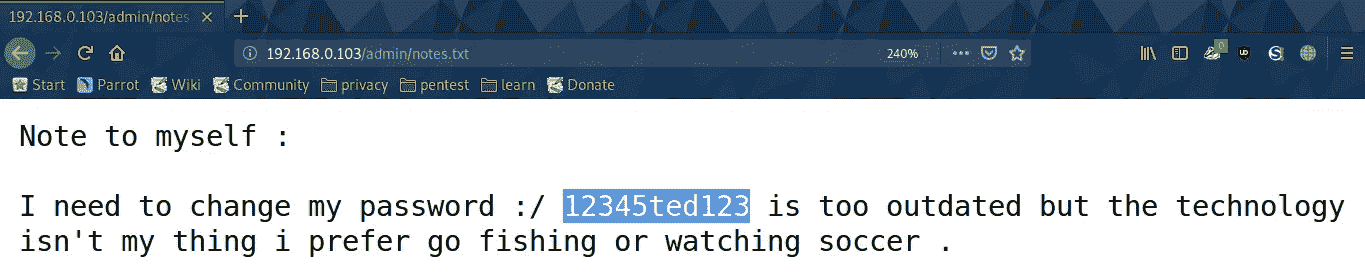 192.168.0.103/admin/notes
192.168.0.103/admin/notes.txt 240%
Start Parrot Wiki Community privacy pentest learn Donate
Note to myself :
I need to change my password :/ 12345ted123 is too outdated but the technology
isn't my thing i prefer go fishing or watching soccer .